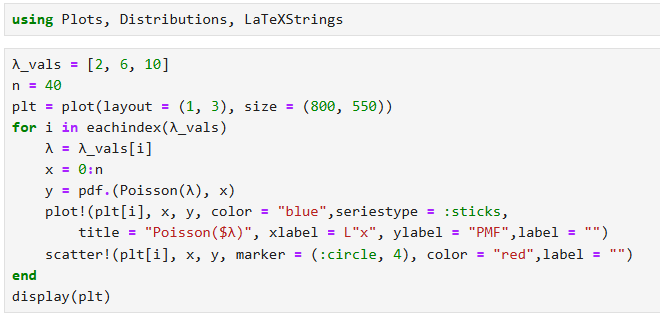 using Plots, Distributions, LaTeXStrings
λ_vals = [2, 6, 10]
n = 40
plt = plot(layout = (1, 3), size = (800, 550))
for i in eachindex(λ_vals)
    λ = λ_vals[i]
    x = 0:n
    y = pdf.(Poisson(λ), x)
    plot!(plt[i], x, y, color = "blue",seriestype = :sticks,
        title = "Poisson($λ)", xlabel = L"x", ylabel = "PMF",label = "")
    scatter!(plt[i], x, y, marker = (:circle, 4), color = "red",label = "")
end
display(plt)